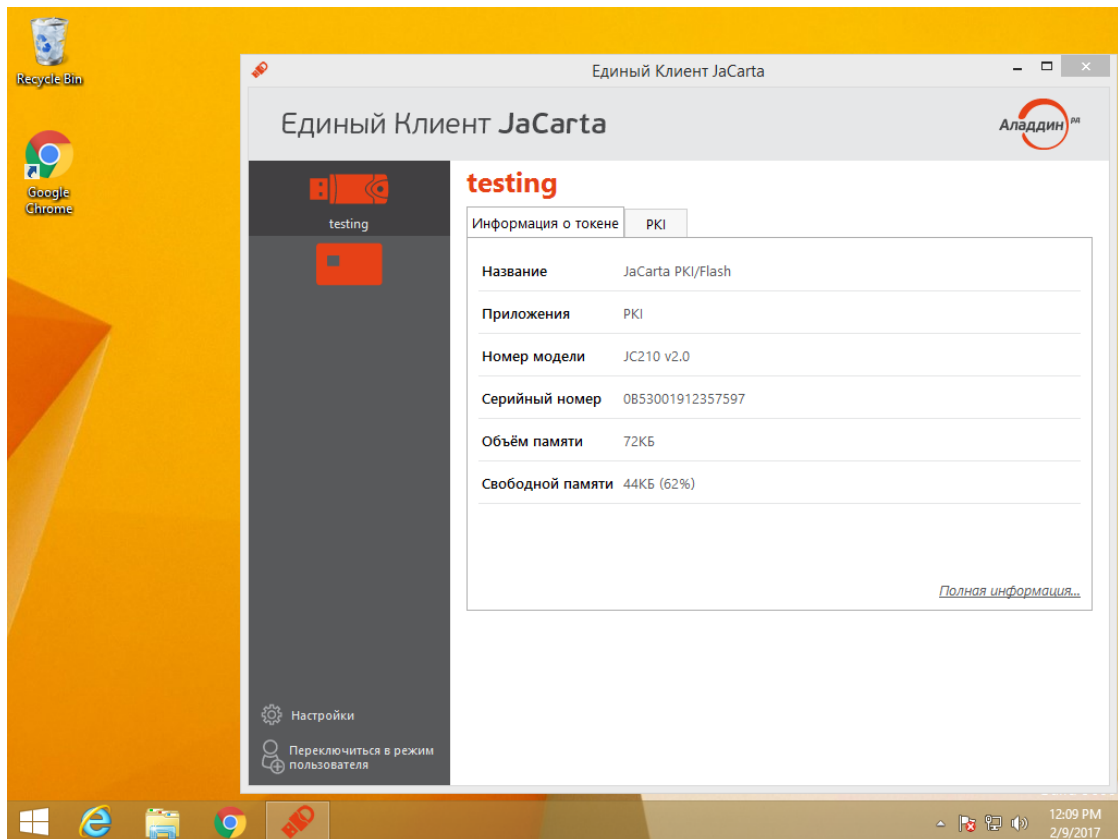 Recycle Bin
Google
Chrome
Единый Клиент JaCarta
Единый Клиент JaCarta
Аладдин РД
testing
testing
Информация о токене
PKI
Название JaCarta PKI/Flash
Приложения PKI
Номер модели JC210 v2.0
Серийный номер 0B53001912357597
Объём памяти 72КБ
Свободной памяти 44КБ (62%)
Полная информация...
Настройки
Переключиться в режим
пользователя
12:09 PM
2/9/2017